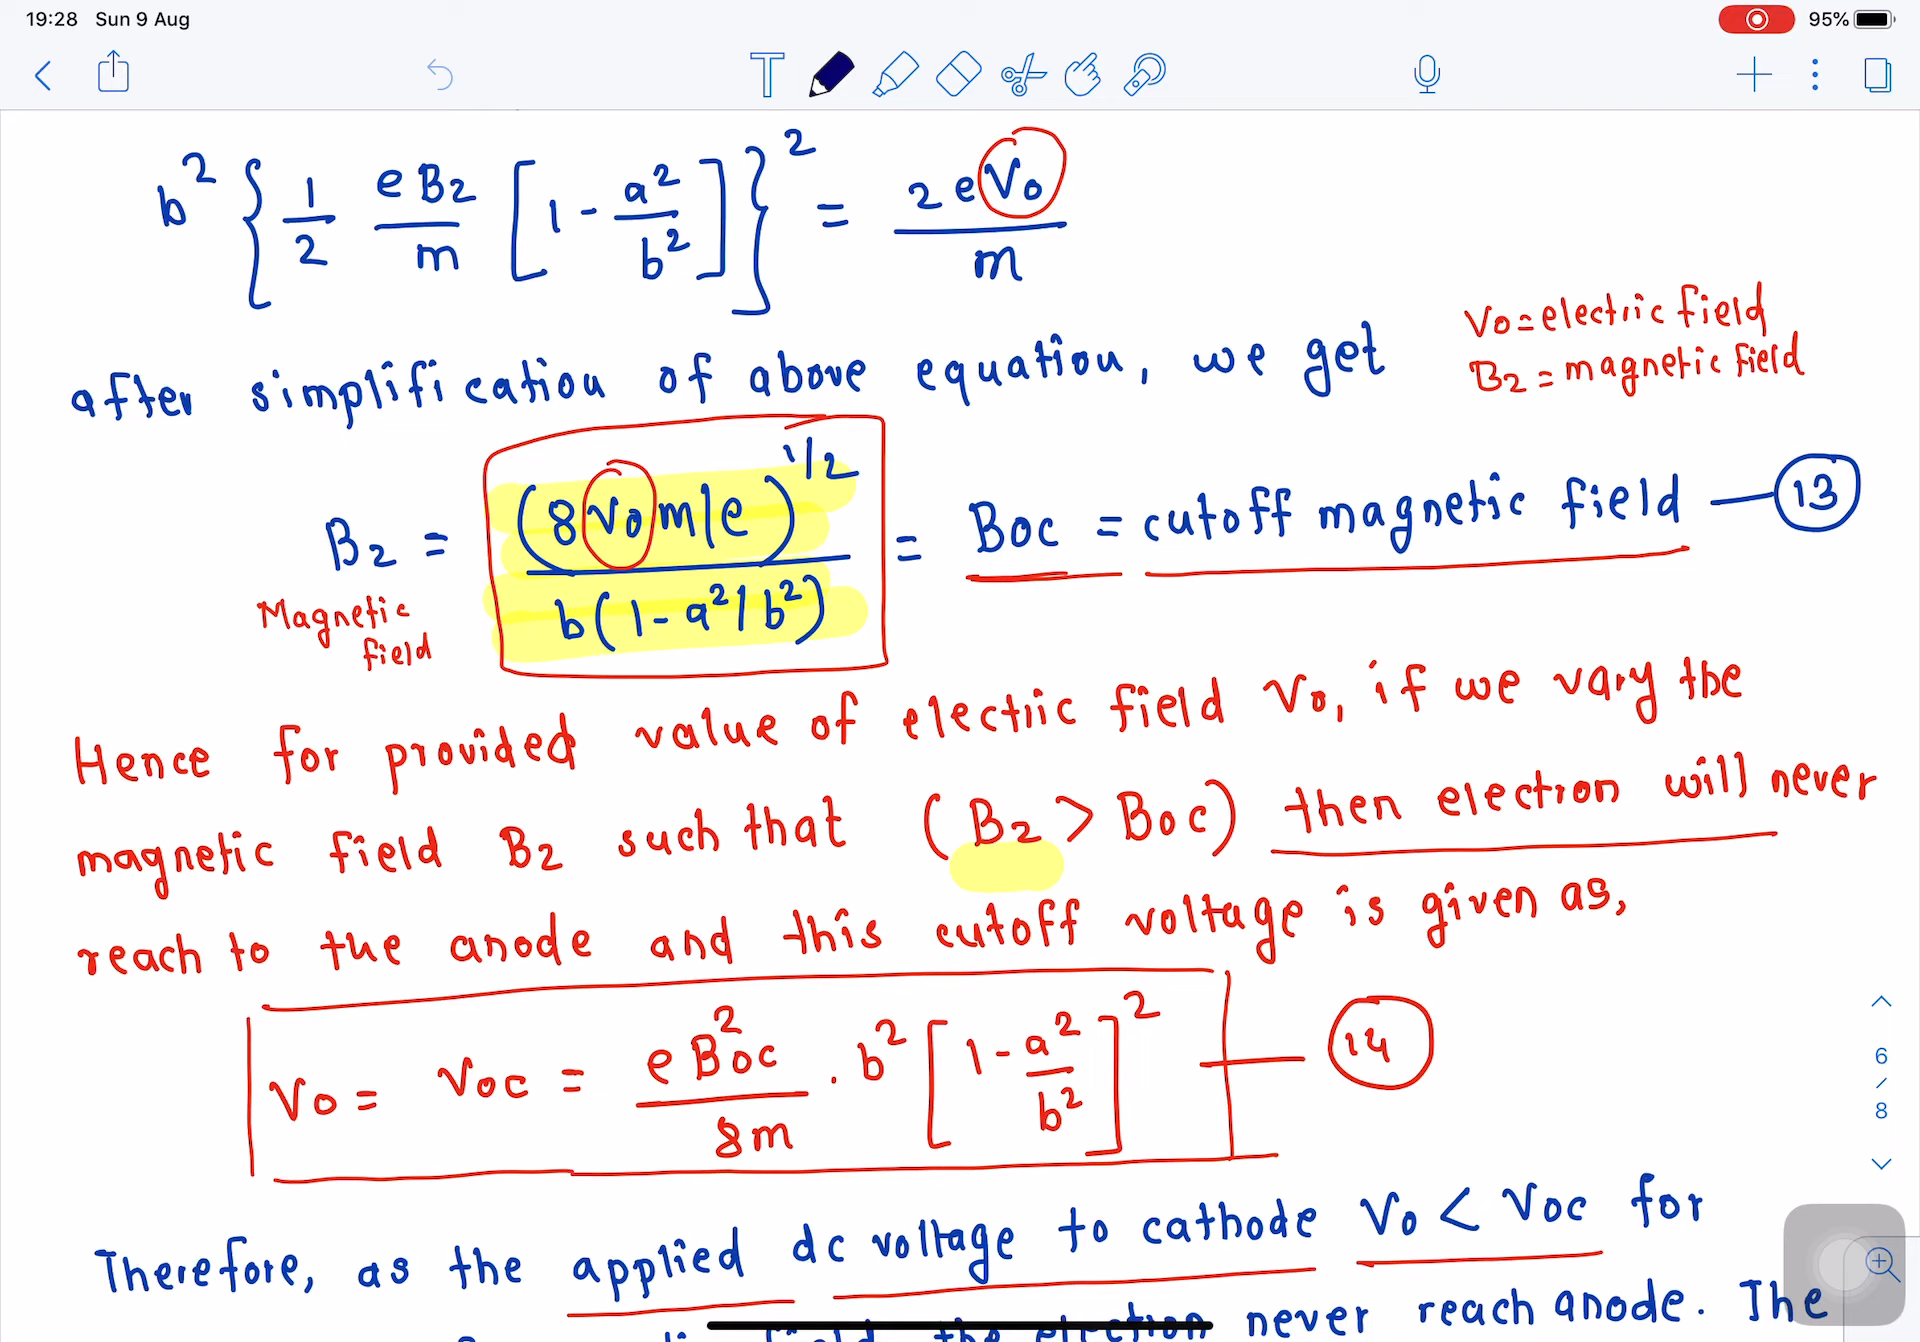 19:28 Sun 9 Aug 95%
b² { 1/2 eB₂/m [1 - a²/b²] }² = 2eV₀/m
V₀ = electric field
B₂ = magnetic field
after simplification of above equation, we get
B₂ = (8V₀m/e)^1/2 / b(1 - a²/b²) = Boc = cutoff magnetic field — 13
Magnetic
field
Hence for provided value of electric field V₀, if we vary the
magnetic field B₂ such that (B₂ > Boc) then electron will never
reach to the anode and this cutoff voltage is given as,
V₀ = Voc = eB²oc/8m . b² [1 - a²/b²]² — 14
6
/
8
Therefore, as the applied dc voltage to cathode V₀ < Voc for
the electron never reach anode. The